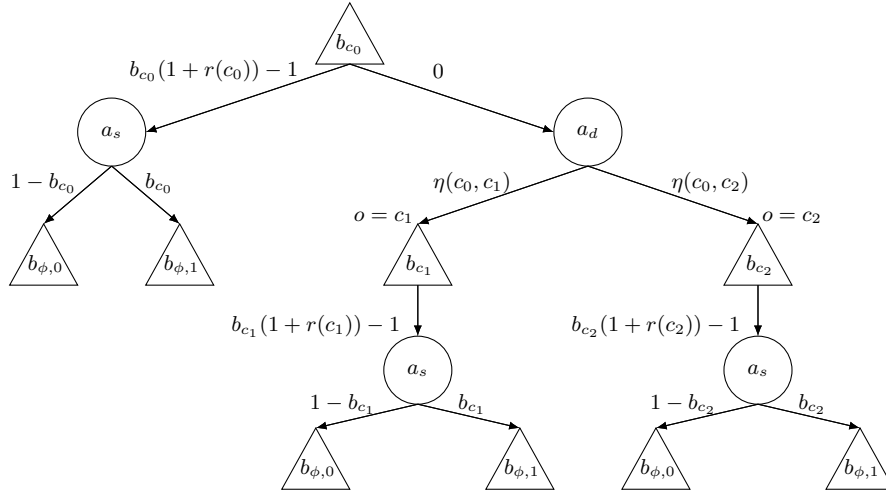 b_{c_0}
b_{c_0}(1 + r(c_0)) − 1 0
a_s a_d
1 − b_{c_0} b_{c_0} η(c_0, c_1) η(c_0, c_2)
o = c_1 o = c_2
b_{ϕ,0} b_{ϕ,1} b_{c_1} b_{c_2}
b_{c_1}(1 + r(c_1)) − 1 b_{c_2}(1 + r(c_2)) − 1
a_s a_s
1 − b_{c_1} b_{c_1} 1 − b_{c_2} b_{c_2}
b_{ϕ,0} b_{ϕ,1} b_{ϕ,0} b_{ϕ,1}